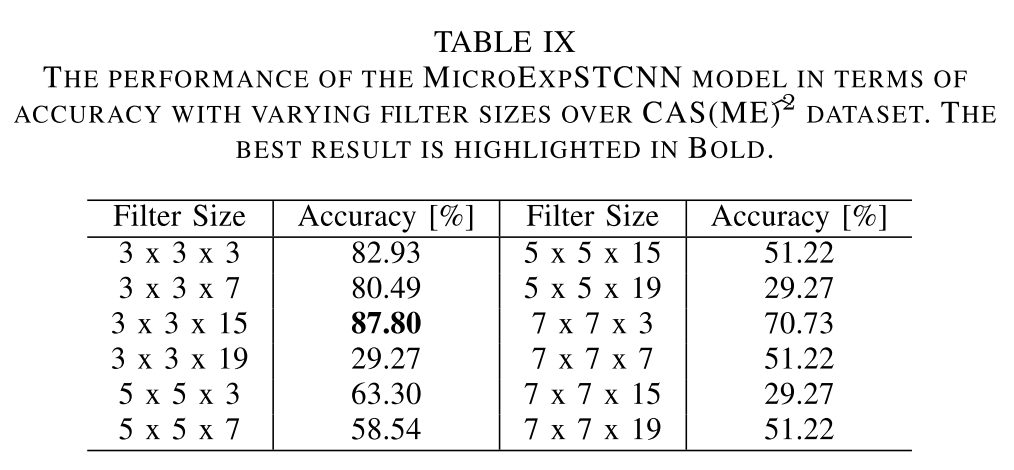 TABLE IX
THE PERFORMANCE OF THE MICROEXPSTCNN MODEL IN TERMS OF
ACCURACY WITH VARYING FILTER SIZES OVER CAS(ME)^2 DATASET. THE
BEST RESULT IS HIGHLIGHTED IN BOLD.
Filter Size Accuracy [%] Filter Size Accuracy [%]
3 x 3 x 3 82.93 5 x 5 x 15 51.22
3 x 3 x 7 80.49 5 x 5 x 19 29.27
3 x 3 x 15 87.80 7 x 7 x 3 70.73
3 x 3 x 19 29.27 7 x 7 x 7 51.22
5 x 5 x 3 63.30 7 x 7 x 15 29.27
5 x 5 x 7 58.54 7 x 7 x 19 51.22